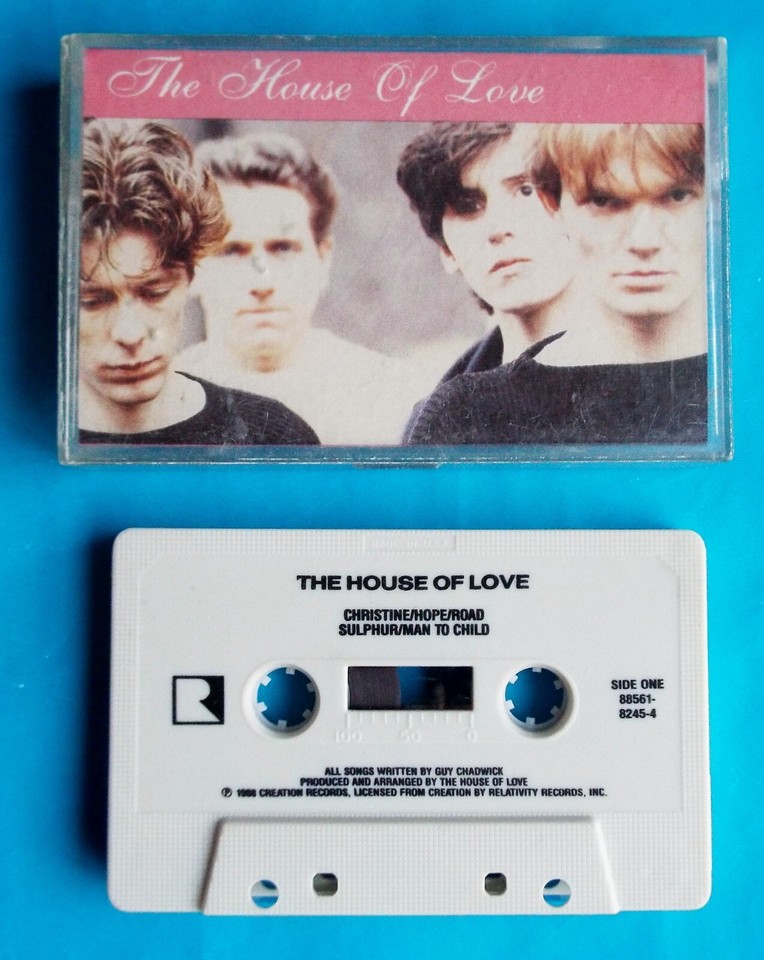 The House Of Love
THE HOUSE OF LOVE
CHRISTINE/HOPE/ROAD
SULPHUR/MAN TO CHILD
R
SIDE ONE
88561-
8245-4
100 50 0
ALL SONGS WRITTEN BY GUY CHADWICK
PRODUCED AND ARRANGED BY THE HOUSE OF LOVE
℗ 1988 CREATION RECORDS, LICENSED FROM CREATION BY RELATIVITY RECORDS, INC.